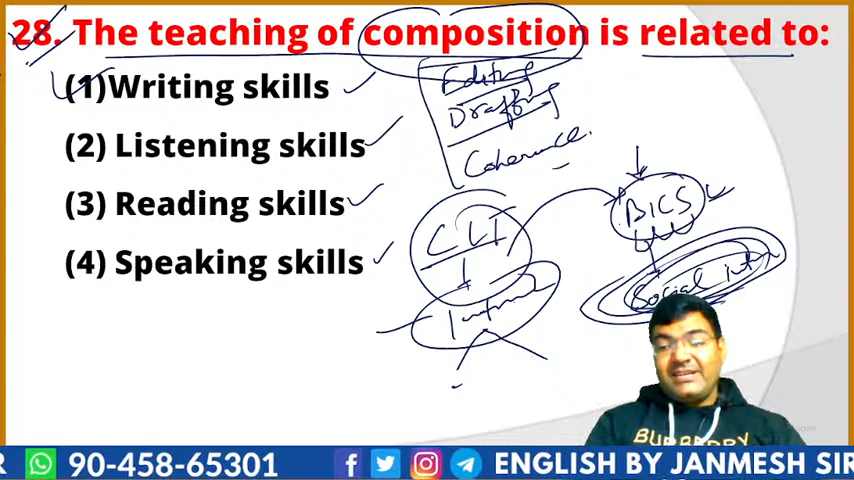 28. The teaching of composition is related to:
(1)Writing skills
(2) Listening skills
(3) Reading skills
(4) Speaking skills
Editing
Drafting
Coherence.
CLT
BICS
Social
BURBERRY
R 90-458-65301 ENGLISH BY JANMESH SIR